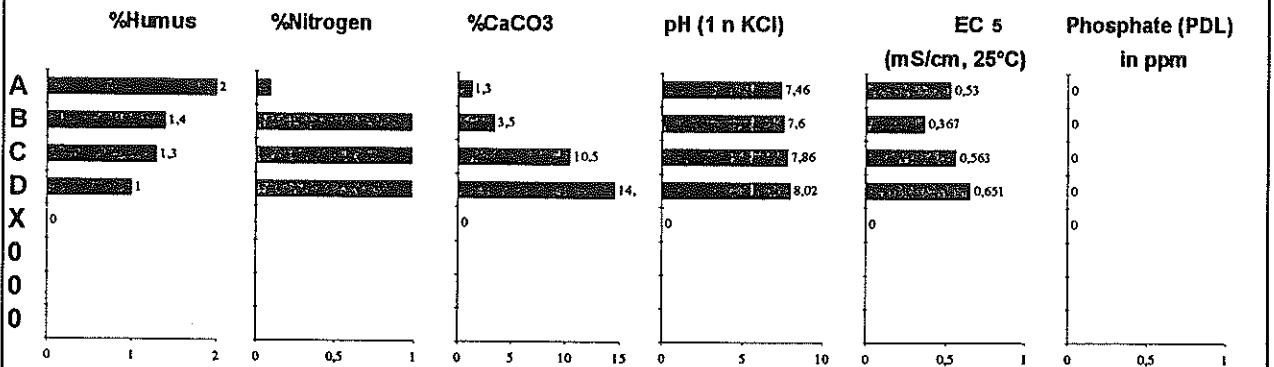 %Humus %Nitrogen %CaCO3 pH (1 n KCl) EC 5 Phosphate (PDL)
(mS/cm, 25°C) in ppm
A 2 1,3 7,46 0,53 0
B 1,4 3,5 7,6 0,367 0
C 1,3 10,5 7,86 0,563 0
D 1 14, 8,02 0,651 0
X 0 0 0 0 0
0
0
0
0 1 2 0 0,5 1 0 5 10 15 0 5 10 0 0,5 1 0 0,5 1